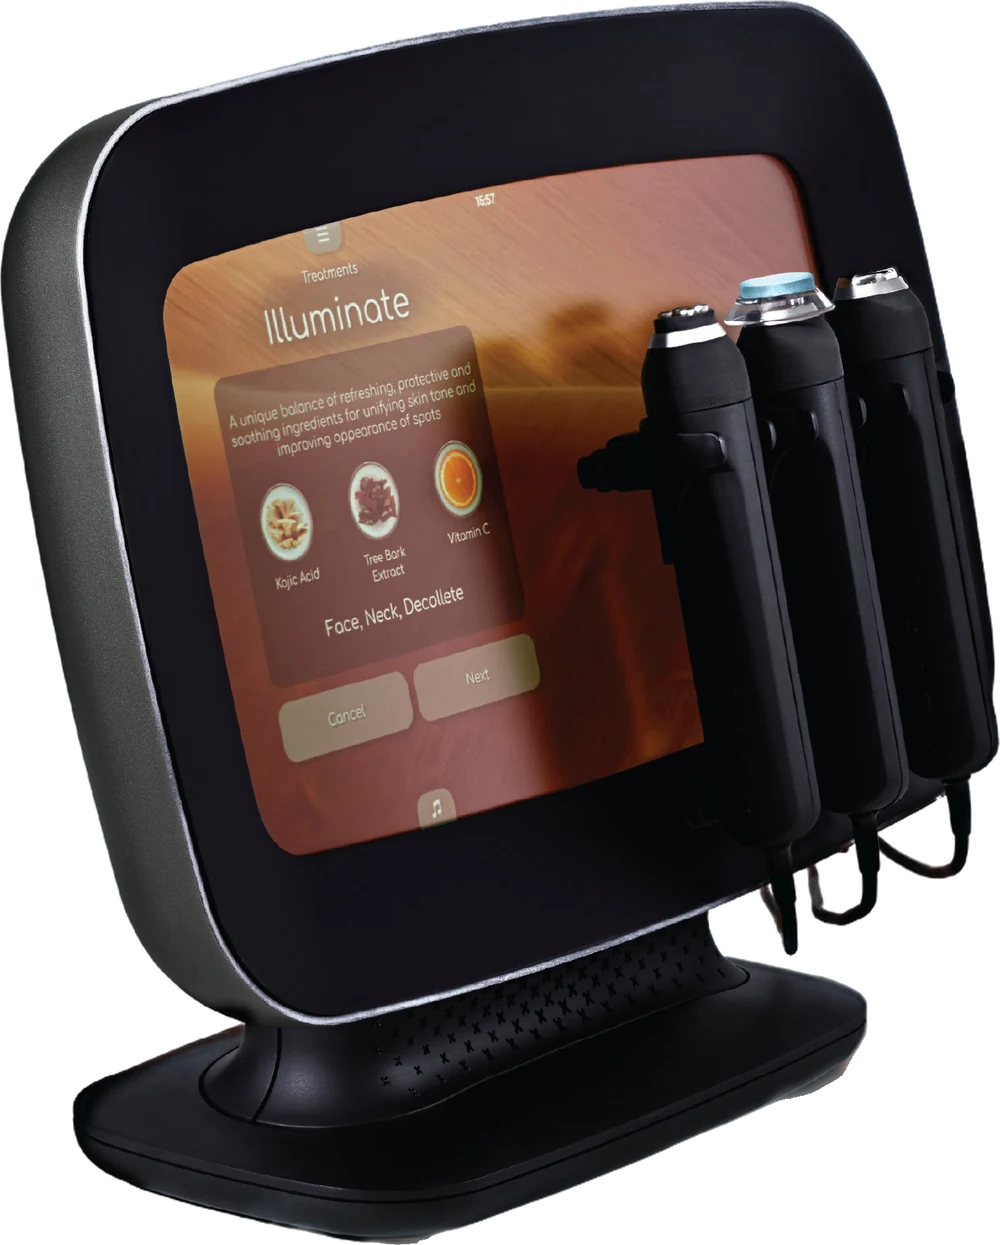 16:57
Treatments
Illuminate
A unique balance of refreshing, protective and
soothing ingredients for unifying skin tone and
improving appearance of spots
Kojic Acid
Tree Bark
Extract
Vitamin C
Face, Neck, Decollete
Cancel
Next